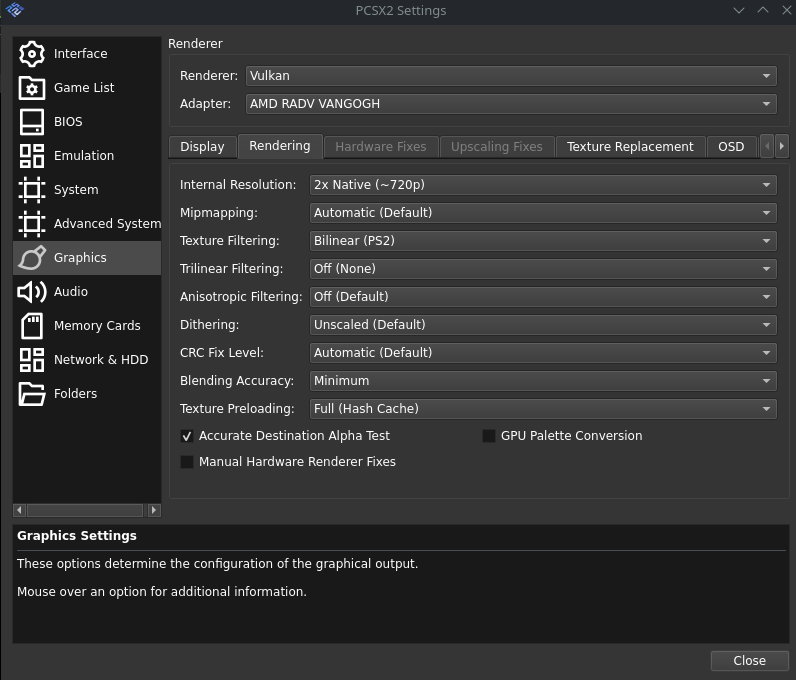 PCSX2 Settings
Interface
Game List
BIOS
Emulation
System
Advanced System
Graphics
Audio
Memory Cards
Network & HDD
Folders
Renderer
Renderer: Vulkan
Adapter: AMD RADV VANGOGH
Display Rendering Hardware Fixes Upscaling Fixes Texture Replacement OSD
Internal Resolution: 2x Native (~720p)
Mipmapping: Automatic (Default)
Texture Filtering: Bilinear (PS2)
Trilinear Filtering: Off (None)
Anisotropic Filtering: Off (Default)
Dithering: Unscaled (Default)
CRC Fix Level: Automatic (Default)
Blending Accuracy: Minimum
Texture Preloading: Full (Hash Cache)
Accurate Destination Alpha Test GPU Palette Conversion
Manual Hardware Renderer Fixes
Graphics Settings
These options determine the configuration of the graphical output.
Mouse over an option for additional information.
Close